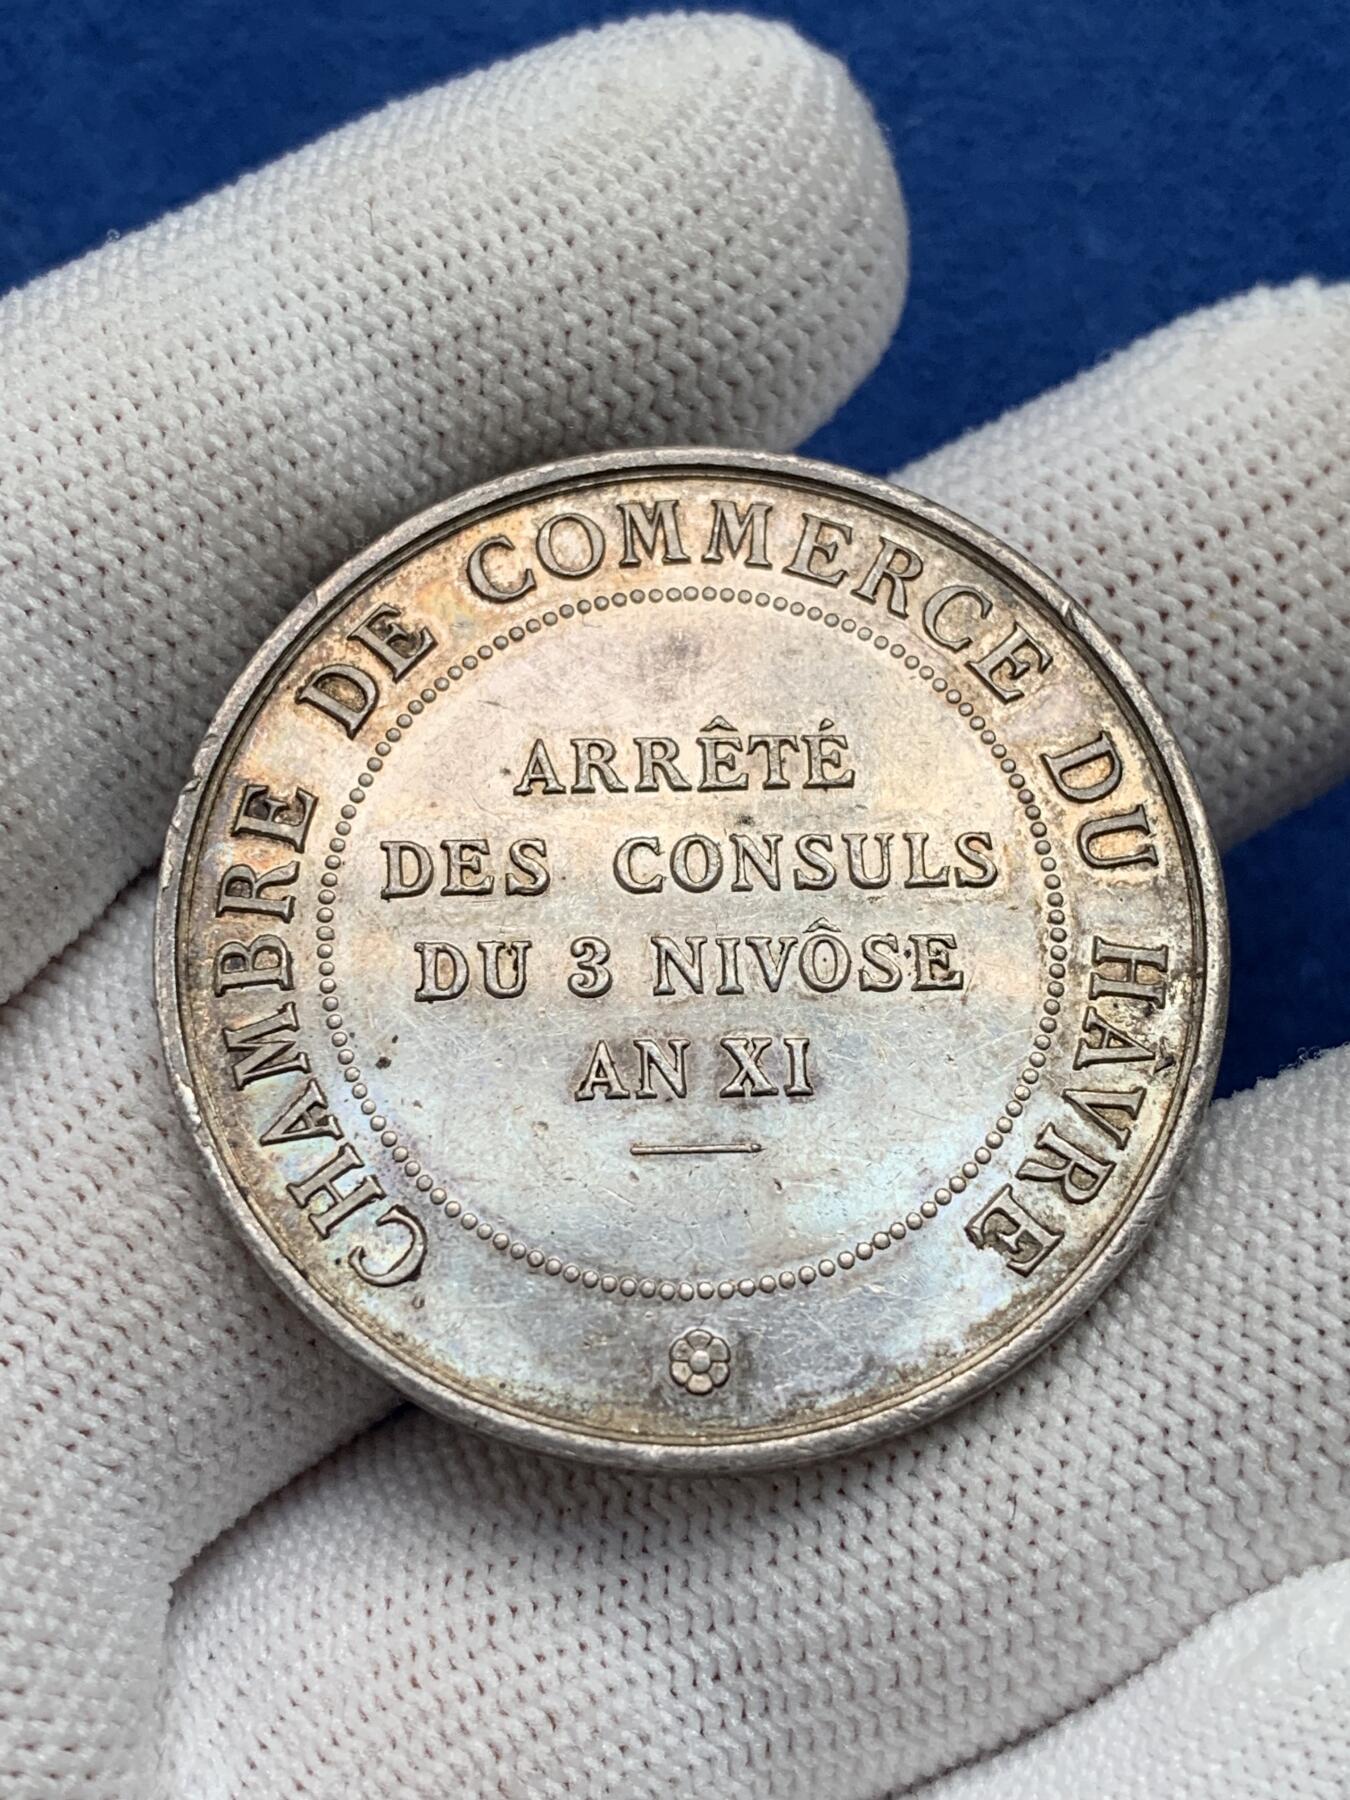 CHAMBRE DE COMMERCE DU HÂVRE
ARRÊTÉ
DES CONSULS
DU 3 NIVÔSE
AN XI